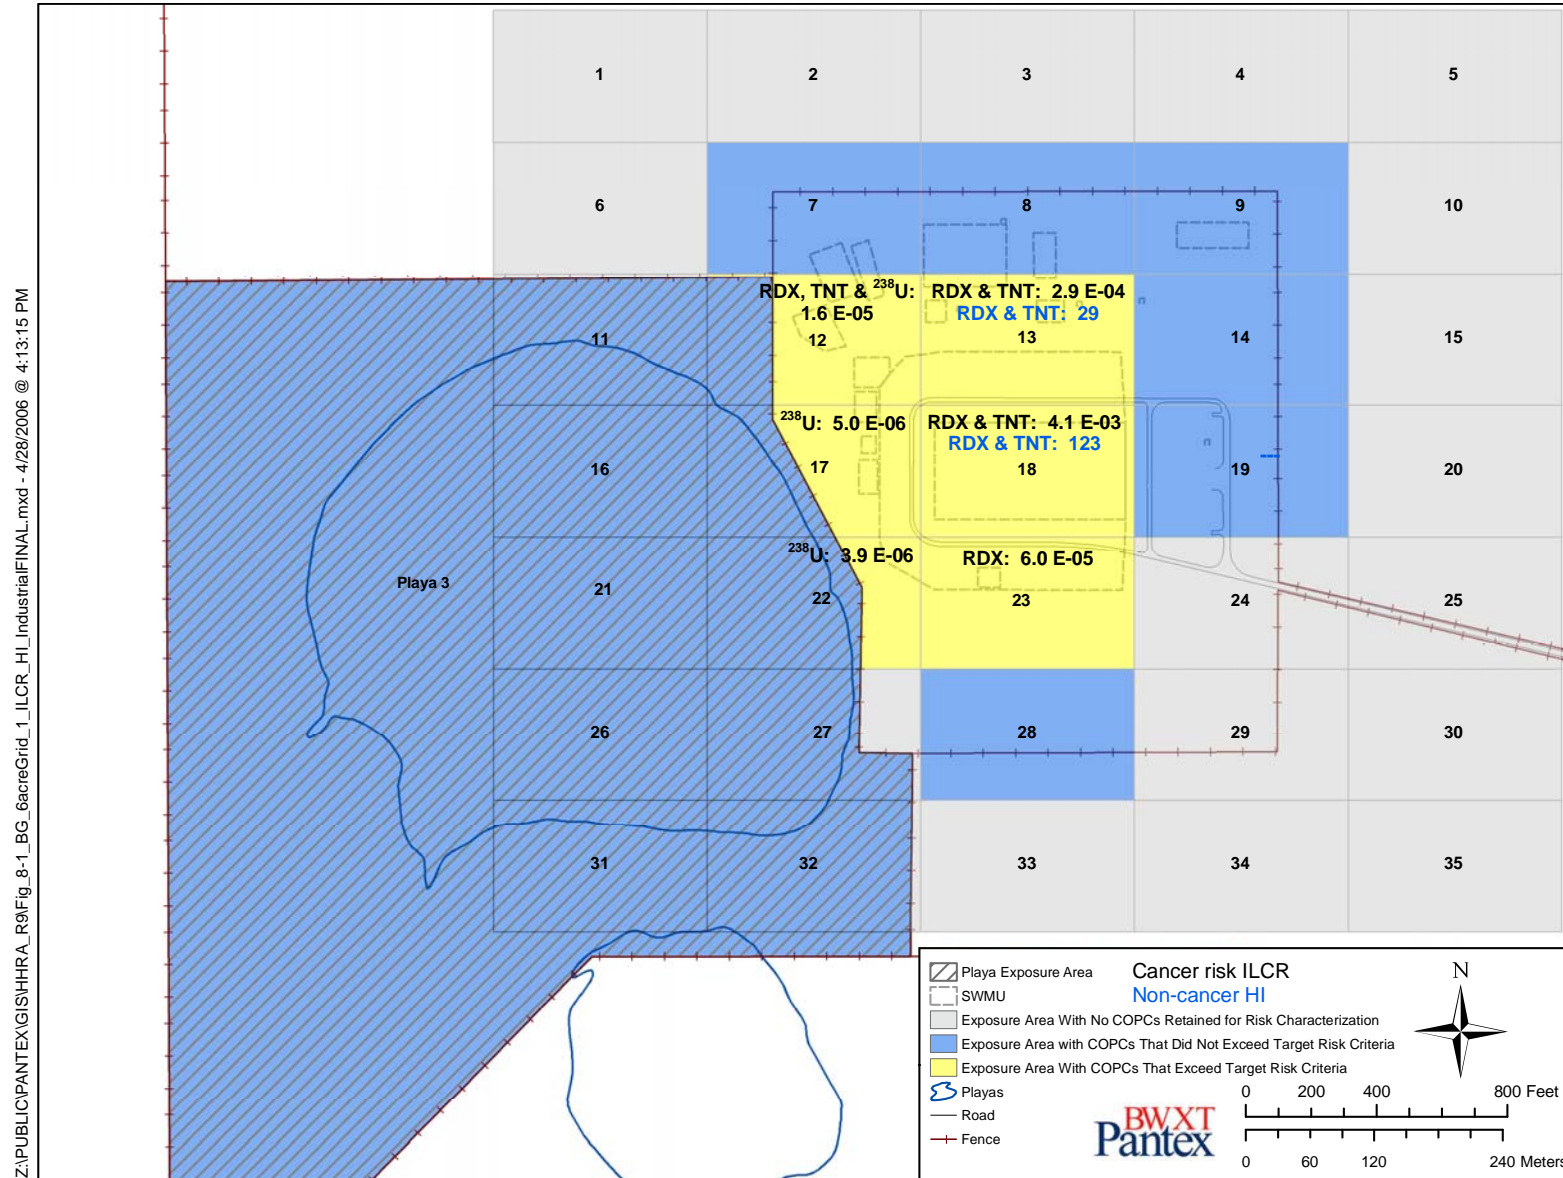 Z:\PUBLIC\PANTEX\GIS\HHRA_R9\Fig_8-1_BG_6acreGrid_1_ILCR_HI_IndustrialFINAL.mxd - 4/28/2006 @ 4:13:15 PM
1
2
3
4
5
6
7
8
9
10
RDX, TNT & ²³⁸U:
1.6 E-05
RDX & TNT: 2.9 E-04
RDX & TNT: 29
11
12
13
14
15
²³⁸U: 5.0 E-06
RDX & TNT: 4.1 E-03
RDX & TNT: 123
16
17
18
19
20
²³⁸U: 3.9 E-06
RDX: 6.0 E-05
Playa 3
21
22
23
24
25
26
27
28
29
30
31
32
33
34
35
Cancer risk ILCR
Non-cancer HI
Playa Exposure Area
SWMU
Exposure Area With No COPCs Retained for Risk Characterization
Exposure Area with COPCs That Did Not Exceed Target Risk Criteria
Exposure Area With COPCs That Exceed Target Risk Criteria
Playas
Road
Fence
BWXT
Pantex
N
0 200 400 800 Feet
0 60 120 240 Meters